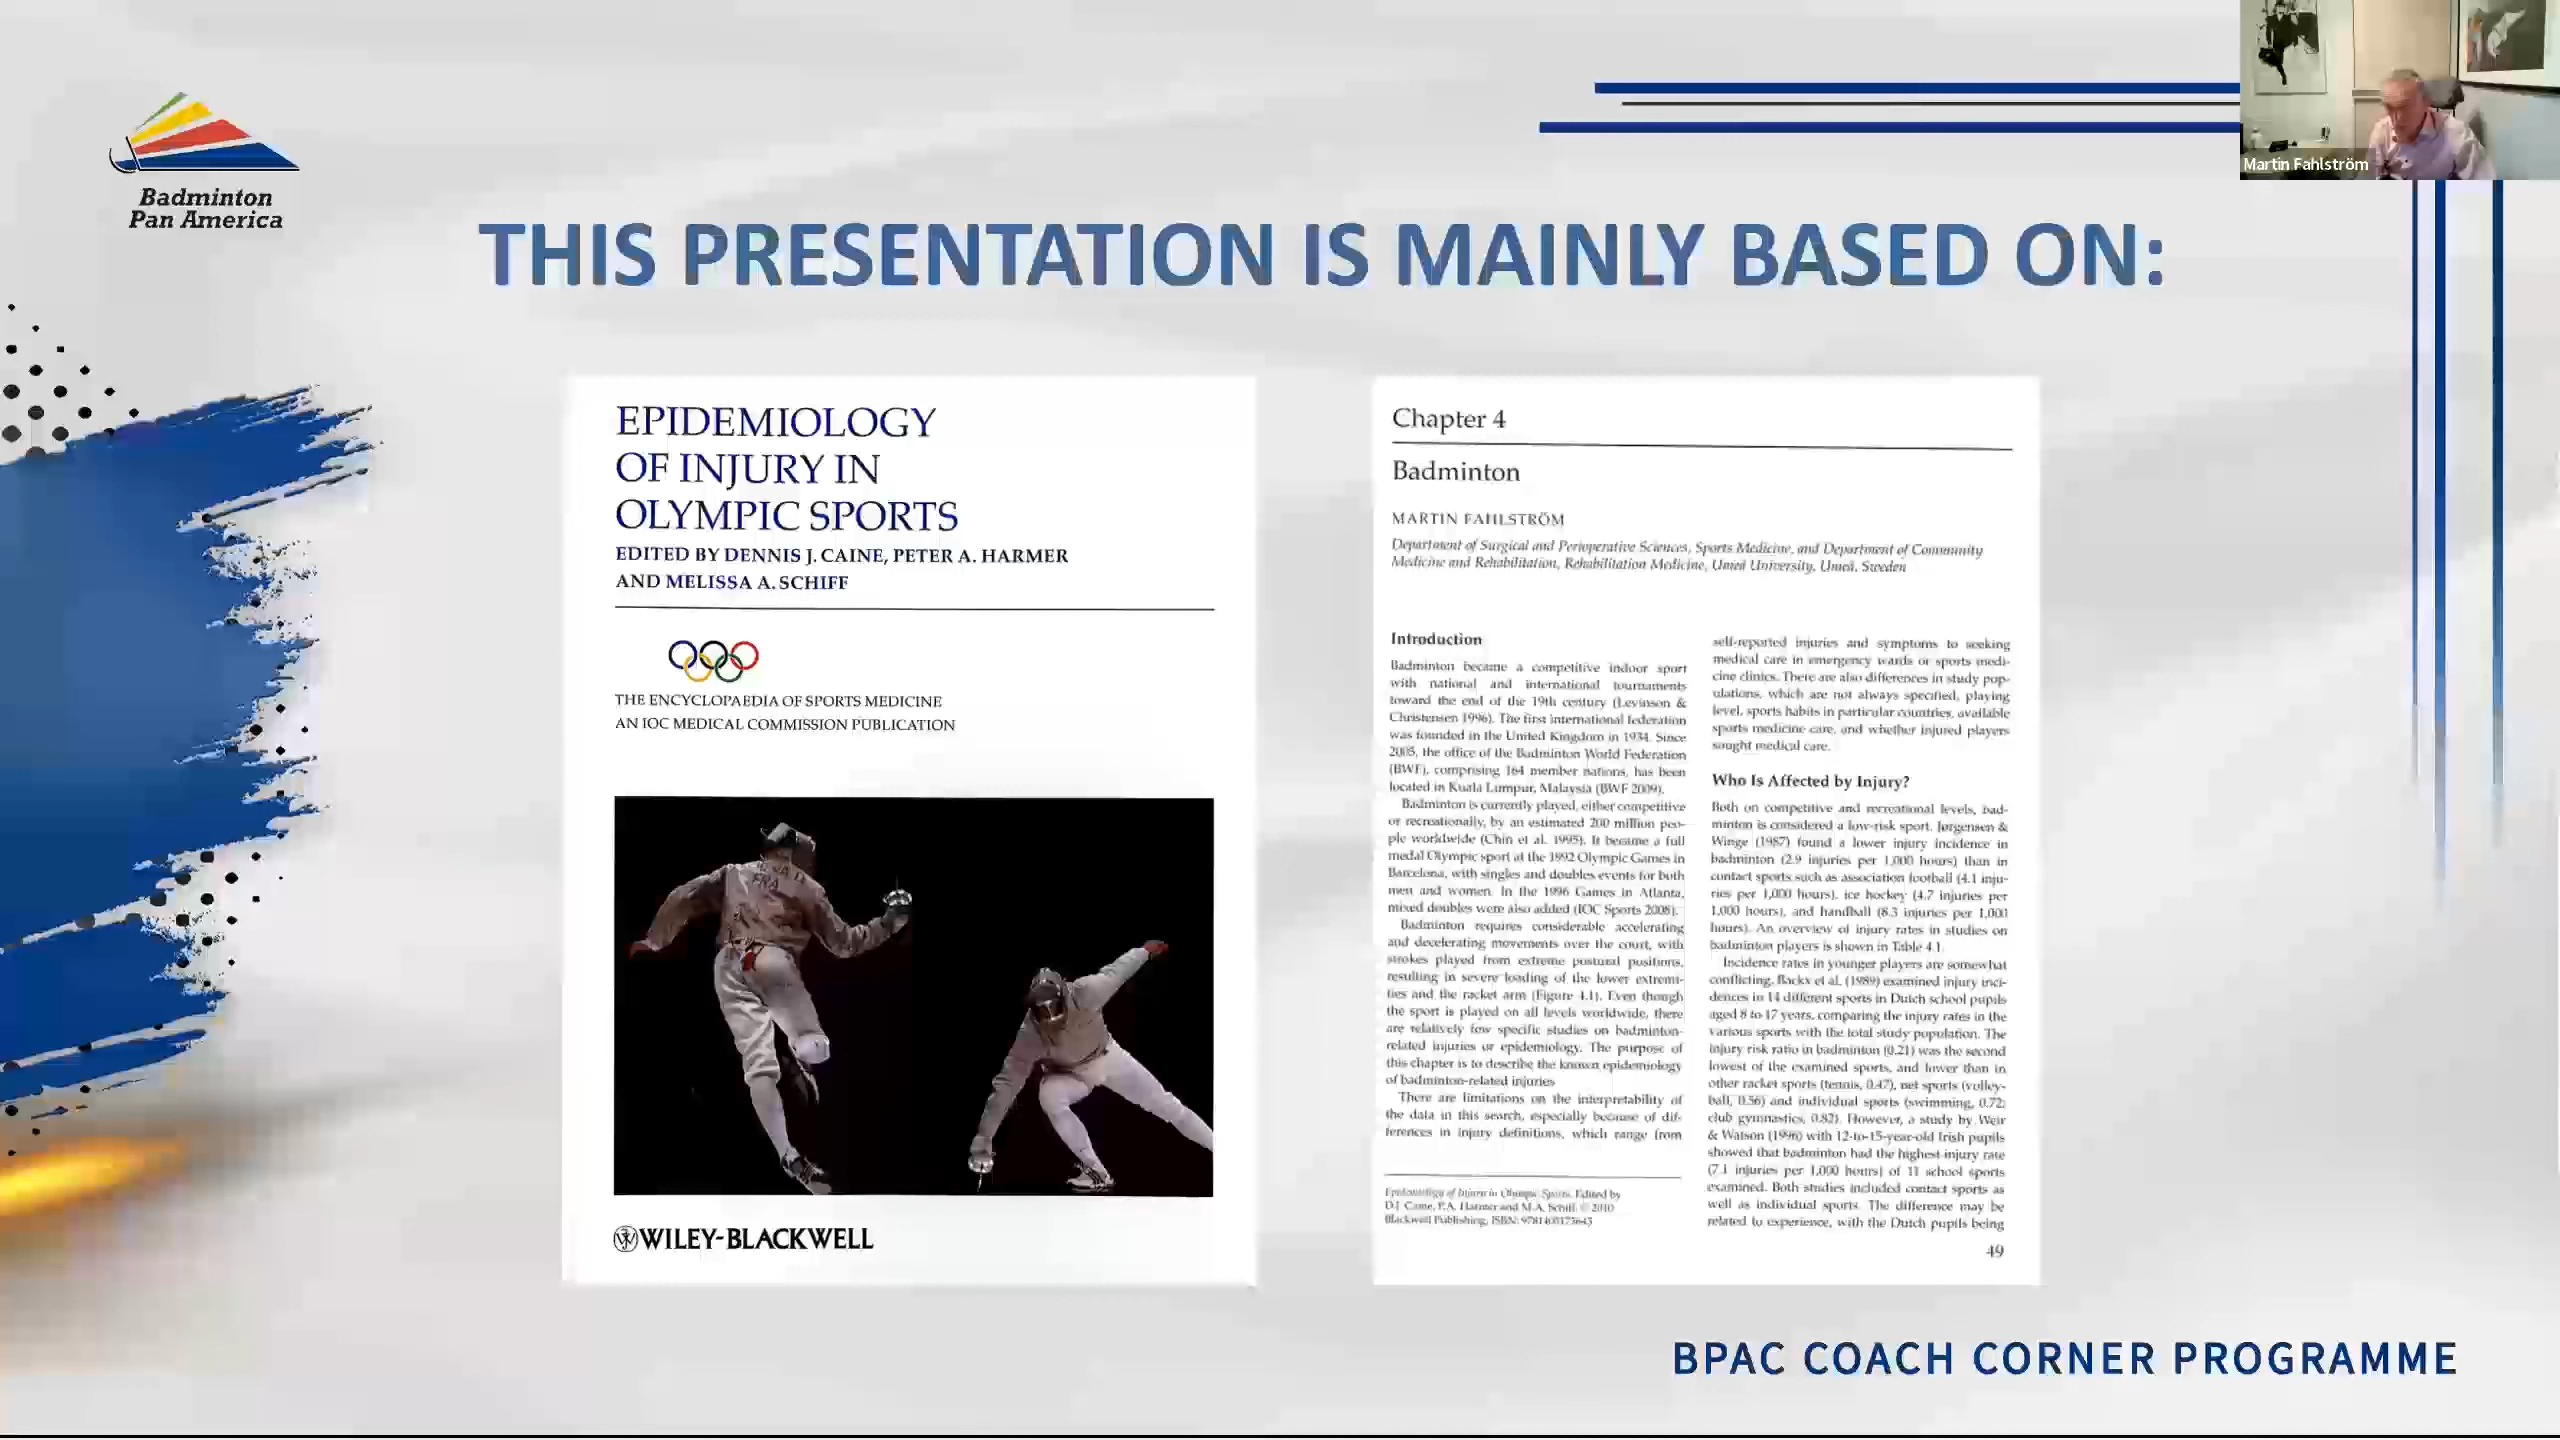 Badminton
Pan America
Martin Fahlström
THIS PRESENTATION IS MAINLY BASED ON:
EPIDEMIOLOGY
OF INJURY IN
OLYMPIC SPORTS
EDITED BY DENNIS J. CAINE, PETER A. HARMER
AND MELISSA A. SCHIFF
THE ENCYCLOPAEDIA OF SPORTS MEDICINE
AN IOC MEDICAL COMMISSION PUBLICATION
FRA
WILEY-BLACKWELL
Chapter 4
Badminton
MARTIN FAHLSTRÖM
Department of Surgical and Perioperative Sciences, Sports Medicine, and Department of Community
Medicine and Rehabilitation, Rehabilitation Medicine, Umeå University, Umeå, Sweden
Introduction
Badminton became a competitive indoor sport
with national and international tournaments
toward the end of the 19th century (Levinson &
Christensen 1996). The first international federation
was founded in the United Kingdom in 1934. Since
2005, the office of the Badminton World Federation
(BWF), comprising 164 member nations, has been
located in Kuala Lumpur, Malaysia (BWF 2009).
Badminton is currently played, either competitive
or recreationally, by an estimated 200 million peo-
ple worldwide (Chin et al. 1995). It became a full
medal Olympic sport at the 1992 Olympic Games in
Barcelona, with singles and doubles events for both
men and women. In the 1996 Games in Atlanta,
mixed doubles were also added (IOC Sports 2008).
Badminton requires considerable accelerating
and decelerating movements over the court, with
strokes played from extreme postural positions,
resulting in severe loading of the lower extremi-
ties and the racket arm (Figure 4.1). Even though
the sport is played on all levels worldwide, there
are relatively few specific studies on badminton-
related injuries or epidemiology. The purpose of
this chapter is to describe the known epidemiology
of badminton-related injuries
There are limitations on the interpretability of
the data in this search, especially because of dif-
ferences in injury definitions, which range from
Epidemiology of Injury in Olympic Sports. Edited by
D.J. Caine, P.A. Harmer and M.A. Schiff. © 2010
Blackwell Publishing, ISBN:
self-reported injuries and symptoms to seeking
medical care in emergency wards or sports medi-
cine clinics. There are also differences in study pop-
ulations, which are not always specified, playing
level, sports habits in particular countries, available
sports medicine care, and whether injured players
sought medical care.
Who Is Affected by Injury?
Both on competitive and recreational levels, bad-
minton is considered a low-risk sport. Jørgensen &
Winge (1987) found a lower injury incidence in
badminton (2.9 injuries per 1,000 hours) than in
contact sports such as association football (4.1 inju-
ries per 1,000 hours), ice hockey (4.7 injuries per
1,000 hours), and handball (8.3 injuries per 1,000
hours). An overview of injury rates in studies on
badminton players is shown in Table 4.1.
Incidence rates in younger players are somewhat
conflicting. Backx et al. (1989) examined injury inci-
dences in 14 different sports in Dutch school pupils
aged 8 to 17 years, comparing the injury rates in the
various sports with the total study population. The
injury risk ratio in badminton (0.21) was the second
lowest of the examined sports, and lower than in
other racket sports (tennis, 0.47), net sports (volley-
ball, 0.56) and individual sports (swimming, 0.72;
club gymnastics, 0.82). However, a study by Weir
& Watson (1996) with 12-to-15-year-old Irish pupils
showed that badminton had the highest injury rate
(7.1 injuries per 1,000 hours) of 11 school sports
examined. Both studies included contact sports as
well as individual sports. The difference may be
related to experience, with the Dutch pupils being
49
BPAC COACH CORNER PROGRAMME